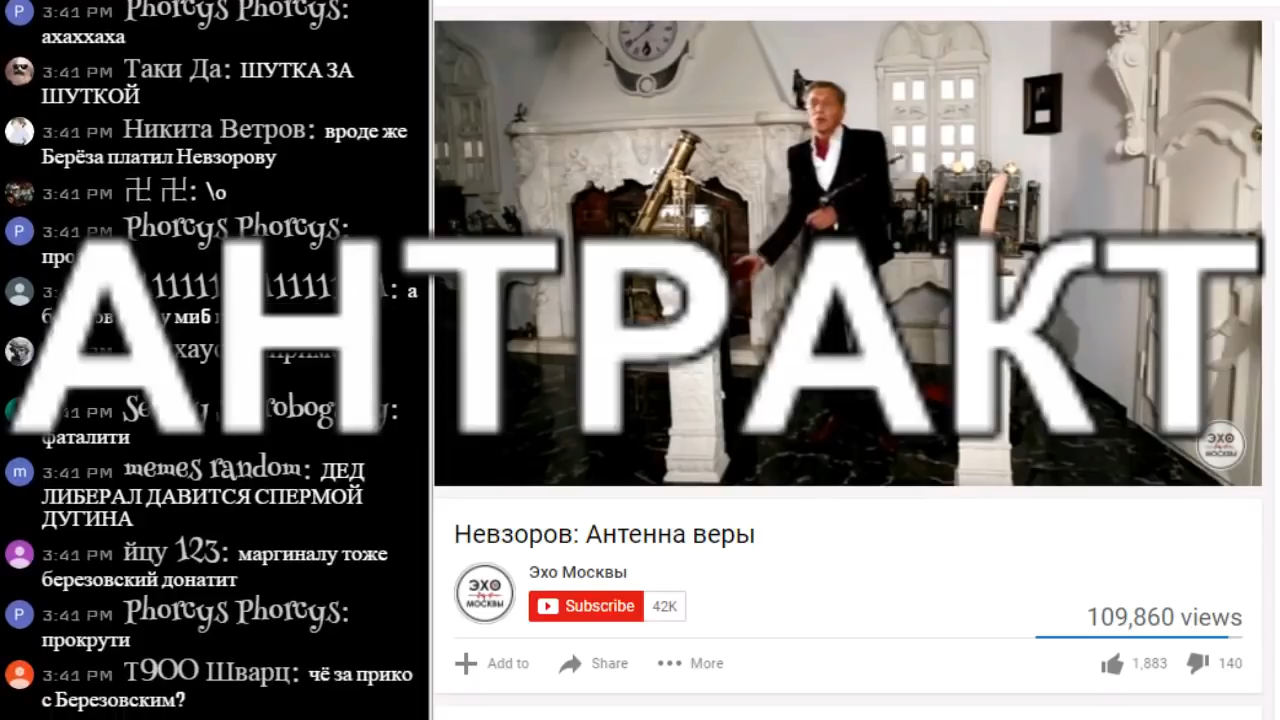 Phorcys Phorcys:
ахаххаха
3:41 PM Таки Да: ШУТКА ЗА
ШУТКОЙ
3:41 PM Никита Ветров: вроде же
Берёза платил Невзорову
3:41 PM 卍 卍: \o
3:41 PM Phorcys Phorcys:
а
фаталити
3:41 PM memes random: ДЕД
ЛИБЕРАЛ ДАВИТСЯ СПЕРМОЙ
ДУГИНА
3:41 PM йцу 123: маргиналу тоже
березовский донатит
3:41 PM Phorcys Phorcys:
прокрути
3:41 PM T900 Шварц: чё за прико
с Березовским?
АНТРАКТ
ЭХО
МОСКВЫ
Невзоров: Антенна веры
ЭХО
МОСКВЫ
Эхо Москвы
Subscribe 42K
109,860 views
Add to Share More 1,883 140